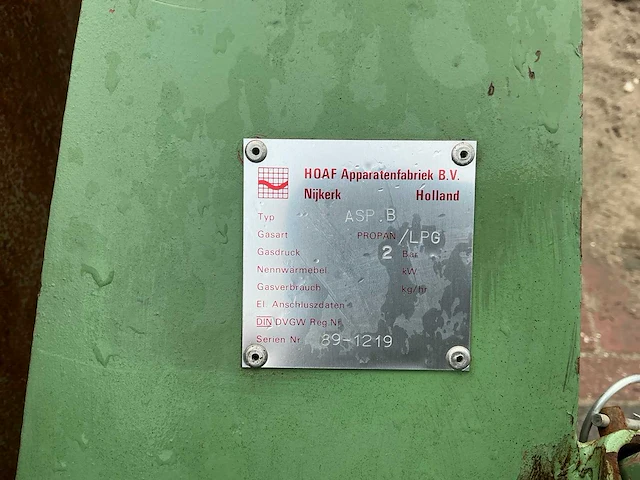 HOAF Apparatenfabriek B.V.
Nijkerk Holland
Typ ASP.B
Gasart PROPAN/LPG
Gasdruck 2 Bar
Nennwärmebel kW
Gasverbrauch kg/hr
El Anschluszdaten
DIN DVGW Reg.Nr.
Serien Nr 89-1219